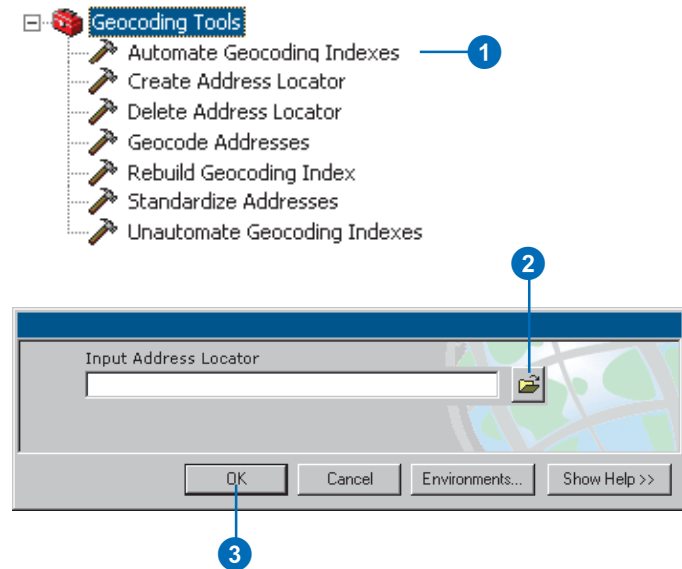 Geocoding Tools
Automate Geocoding Indexes
1
Create Address Locator
Delete Address Locator
Geocode Addresses
Rebuild Geocoding Index
Standardize Addresses
Unautomate Geocoding Indexes
2
Input Address Locator
OK Cancel Environments... Show Help >>
3